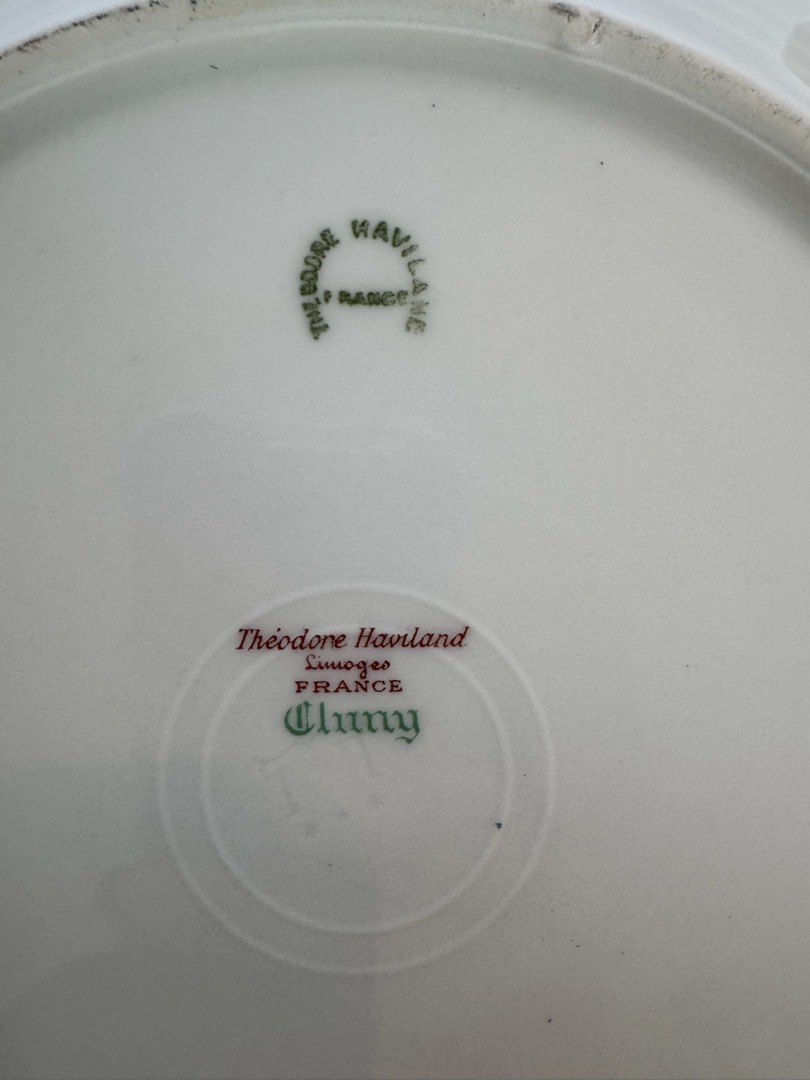 THEODORE HAVILAND
FRANCE
Théodore Haviland
Limoges
FRANCE
Cluny